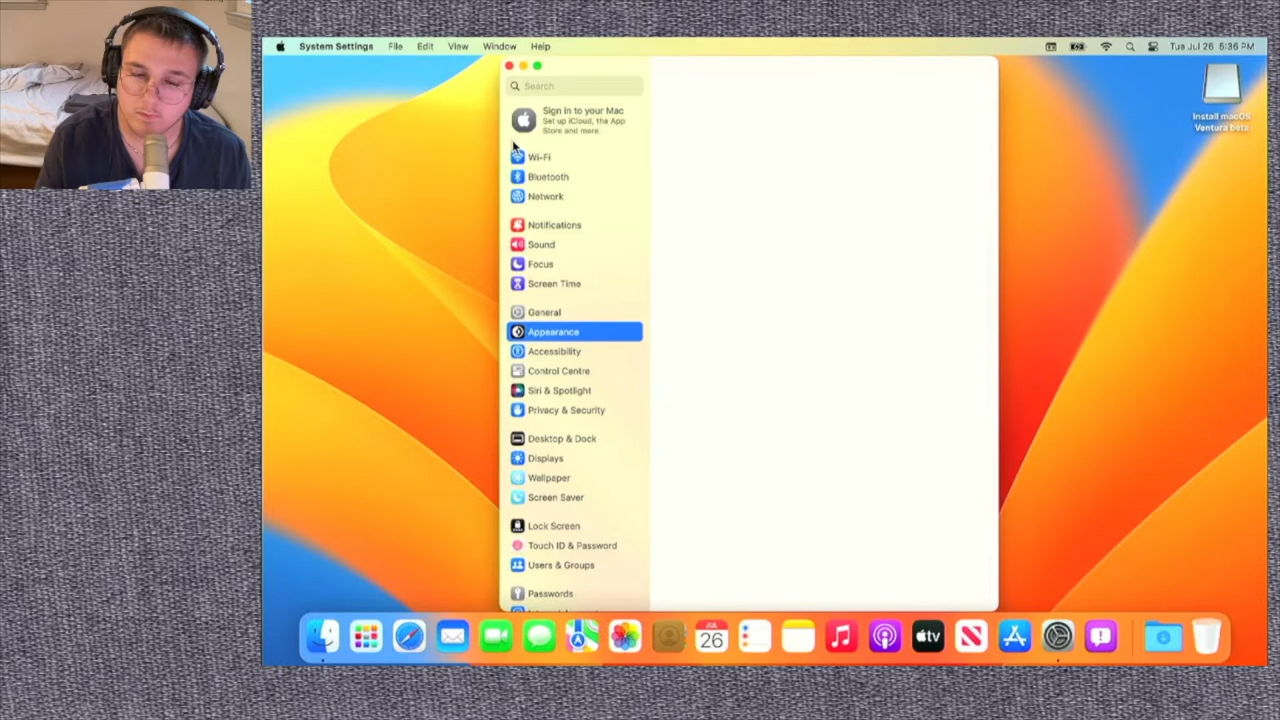 System Settings File Edit View Window Help Tue Jul 26 5:36 PM
Search
Sign in to your Mac
Set up iCloud, the App
Store and more.
Wi-Fi
Bluetooth
Network
Notifications
Sound
Focus
Screen Time
General
Appearance
Accessibility
Control Centre
Siri & Spotlight
Privacy & Security
Desktop & Dock
Displays
Wallpaper
Screen Saver
Lock Screen
Touch ID & Password
Users & Groups
Passwords
Install macOS
Ventura beta
JUL
26
tv